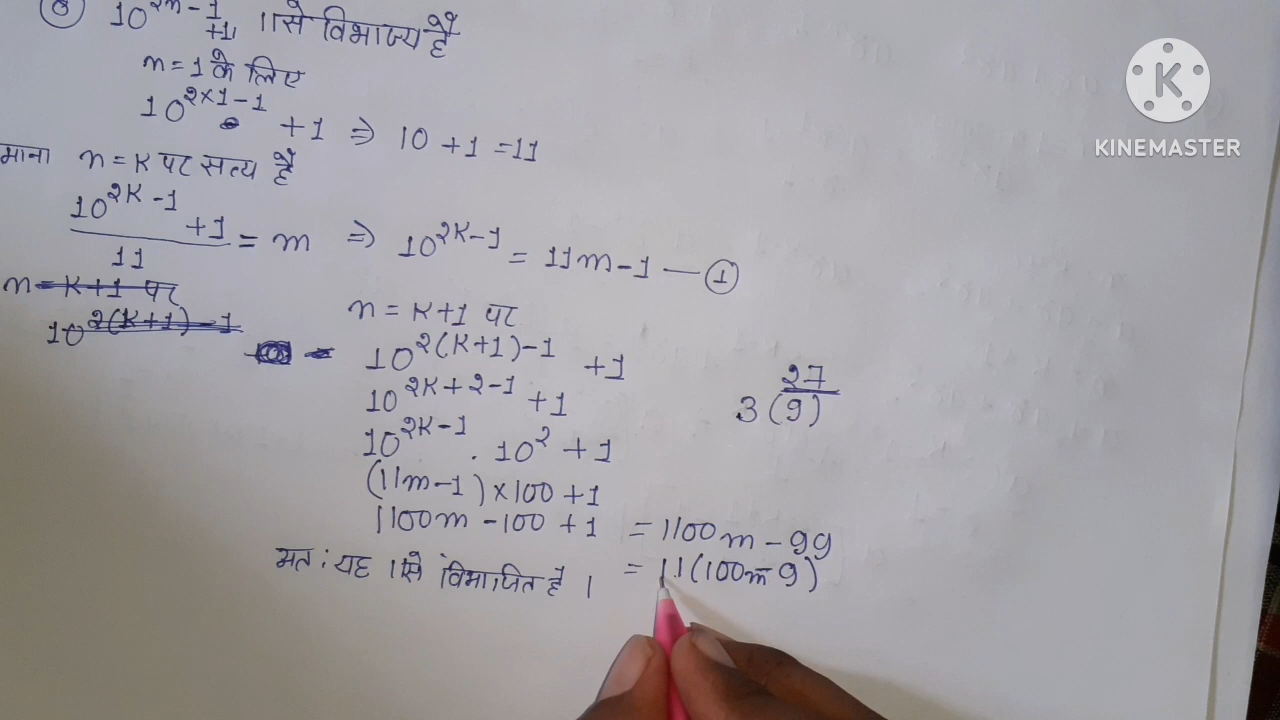 8 10^{2n-1} +1, 11 से विभाज्य है
n = 1 के लिए
10^{2×1-1} + 1 ⇒ 10 + 1 = 11
माना n = K पर सत्य है
\frac{10^{2K-1} + 1}{11} = m ⇒ 10^{2K-1} = 11m - 1 — ①
n = K+1 पर
10^{2(K+1)-1}
n = K+1 पर
10^{2(K+1)-1} + 1
10^{2K+2-1} + 1
10^{2K-1} . 10^2 + 1
(11m-1) × 100 + 1
1100m - 100 + 1 = 1100m - 99
= 11(100m - 9)
अतः यह 11 से विभाजित है ।
27
3 (9)
K
KINEMASTER